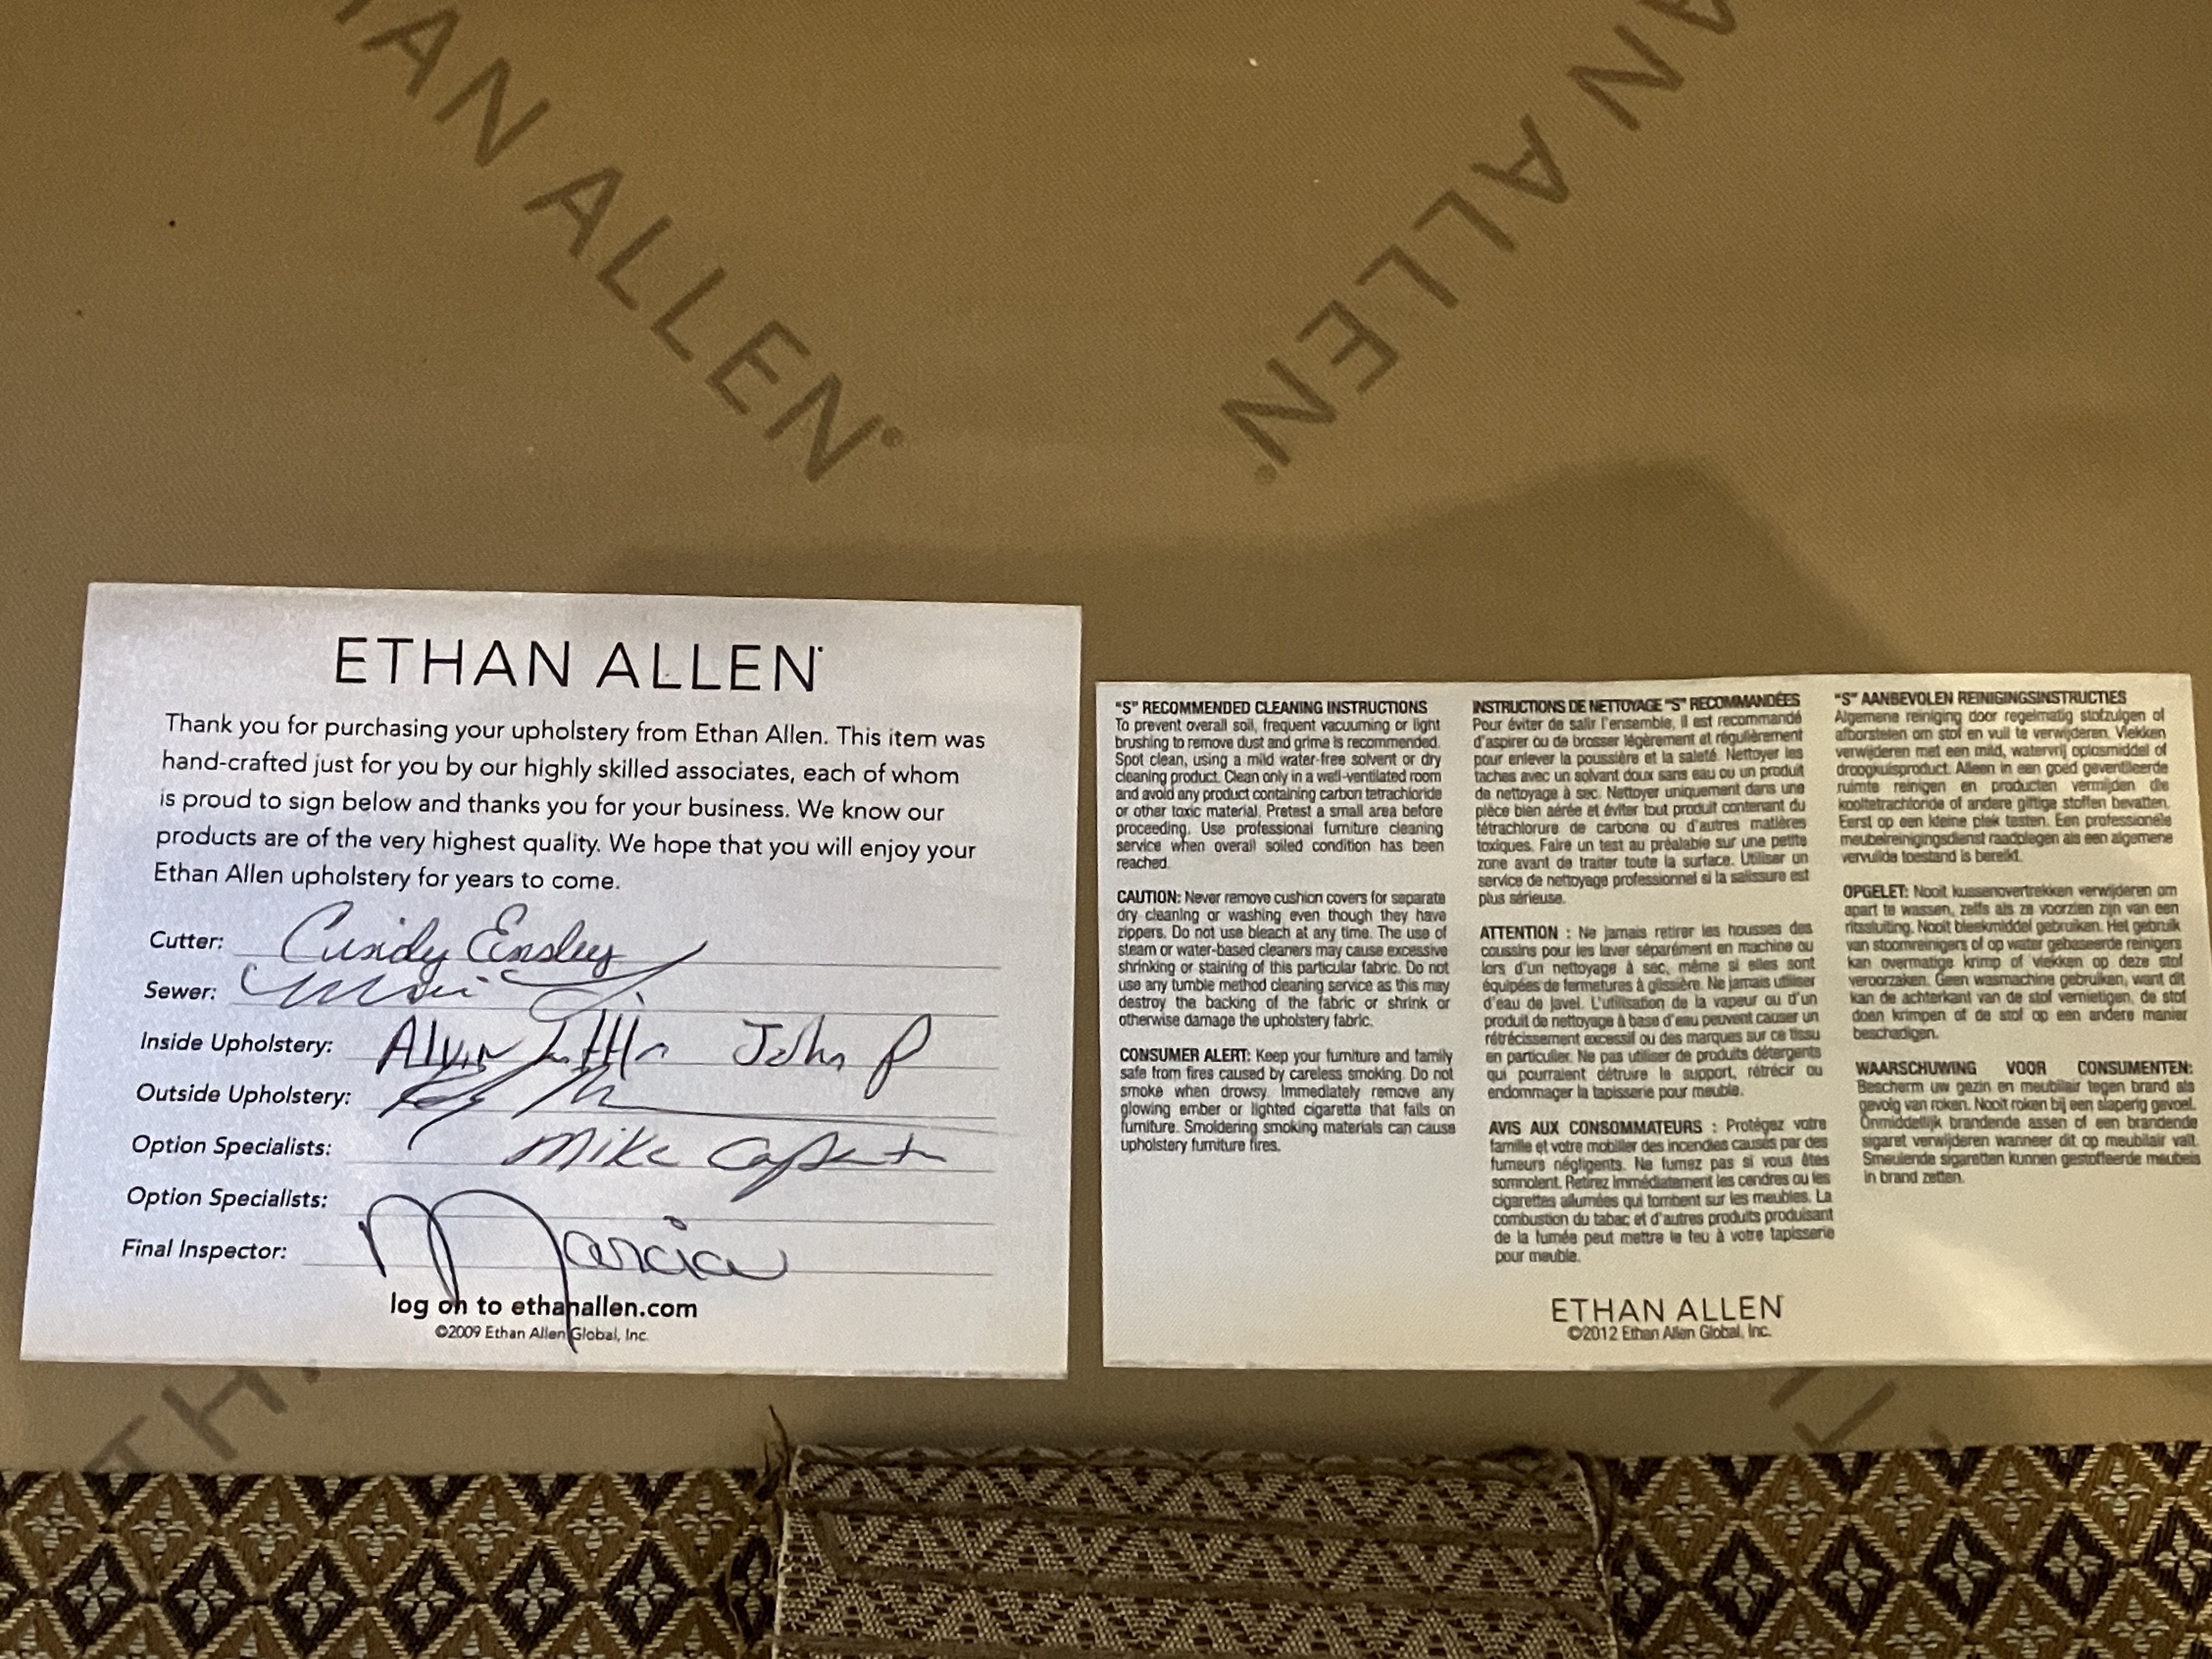 HAN ALLEN®
AN ALLEN®
ETHAN ALLEN®
Thank you for purchasing your upholstery from Ethan Allen. This item was
hand-crafted just for you by our highly skilled associates, each of whom
is proud to sign below and thanks you for your business. We know our
products are of the very highest quality. We hope that you will enjoy your
Ethan Allen upholstery for years to come.
Cutter: Cindy Ensley
Sewer:
Inside Upholstery: Alvin John P
Outside Upholstery:
Option Specialists: Mike
Option Specialists:
Final Inspector: Marcia
log on to ethanallen.com
©2009 Ethan Allen Global, Inc.
"S" RECOMMENDED CLEANING INSTRUCTIONS
To prevent overall soil, frequent vacuuming or light
brushing to remove dust and grime is recommended.
Spot clean, using a mild water-free solvent or dry
cleaning product. Clean only in a well-ventilated room
and avoid any product containing carbon tetrachloride
or other toxic material. Pretest a small area before
proceeding. Use professional furniture cleaning
service when overall soiled condition has been
reached.
CAUTION: Never remove cushion covers for separate
dry cleaning or washing even though they have
zippers. Do not use bleach at any time. The use of
steam or water-based cleaners may cause excessive
shrinking or staining of this particular fabric. Do not
use any tumble method cleaning service as this may
destroy the backing of the fabric or shrink or
otherwise damage the upholstery fabric.
CONSUMER ALERT: Keep your furniture and family
safe from fires caused by careless smoking. Do not
smoke when drowsy. Immediately remove any
glowing ember or lighted cigarette that falls on
furniture. Smoldering smoking materials can cause
upholstery furniture fires.
INSTRUCTIONS DE NETTOYAGE "S" RECOMMANDÉES
Pour éviter de salir l'ensemble, il est recommandé
d'aspirer ou de brosser légèrement et régulièrement
pour enlever la poussière et la saleté. Nettoyer les
taches avec un solvant doux sans eau ou un produit
de nettoyage à sec. Nettoyer uniquement dans une
pièce bien aérée et éviter tout produit contenant du
tétrachlorure de carbone ou d'autres matières
toxiques. Faire un test au préalable sur une petite
zone avant de traiter toute la surface. Utiliser un
service de nettoyage professionnel si la salissure est
plus sérieuse.
ATTENTION : Ne jamais retirer les housses des
coussins pour les laver séparément en machine ou
lors d'un nettoyage à sec, même si elles sont
équipées de fermetures à glissière. Ne jamais utiliser
d'eau de javel. L'utilisation de la vapeur ou d'un
produit de nettoyage à base d'eau peuvent causer un
rétrécissement excessif ou des marques sur ce tissu
en particulier. Ne pas utiliser de produits détergents
qui pourraient détruire le support, rétrécir ou
endommager la tapisserie pour meuble.
AVIS AUX CONSOMMATEURS : Protégez votre
famille et votre mobilier des incendies causés par des
fumeurs négligents. Ne fumez pas si vous êtes
somnolent. Retirez immédiatement les cendres ou les
cigarettes allumées qui tombent sur les meubles. La
combustion du tabac et d'autres produits produisant
de la fumée peut mettre le feu à votre tapisserie
pour meuble.
"S" AANBEVOLEN REINIGINGSINSTRUCTIES
Algemene reiniging door regelmatig stofzuigen of
afborstelen om stof en vuil te verwijderen. Vlekken
verwijderen met een mild, watervrij oplosmiddel of
droogkuisproduct. Alleen in een goed geventileerde
ruimte reinigen en producten vermijden die
kooltetrachloride of andere giftige stoffen bevatten.
Eerst op een kleine plek testen. Een professionële
meubelreinigingsdienst raadplegen als een algemene
vervuilde toestand is bereikt.
OPGELET: Nooit kussenovertrekken verwijderen om
apart te wassen, zelfs als ze voorzien zijn van een
ritssluiting. Nooit bleekmiddel gebruiken. Het gebruik
van stoomreinigers of op water gebaseerde reinigers
kan overmatige krimp of vlekken op deze stof
veroorzaken. Geen wasmachine gebruiken, want dit
kan de achterkant van de stof vernietigen, de stof
doen krimpen of de stof op een andere manier
beschadigen.
WAARSCHUWING VOOR CONSUMENTEN:
Bescherm uw gezin en meubilair tegen brand als
gevolg van roken. Nooit roken bij een slaperig gevoel.
Onmiddellijk brandende assen of een brandende
sigaret verwijderen wanneer dit op meubilair valt.
Smeulende sigaretten kunnen gestoffeerde meubels
in brand zetten.
ETHAN ALLEN
©2012 Ethan Allen Global, Inc.
TH